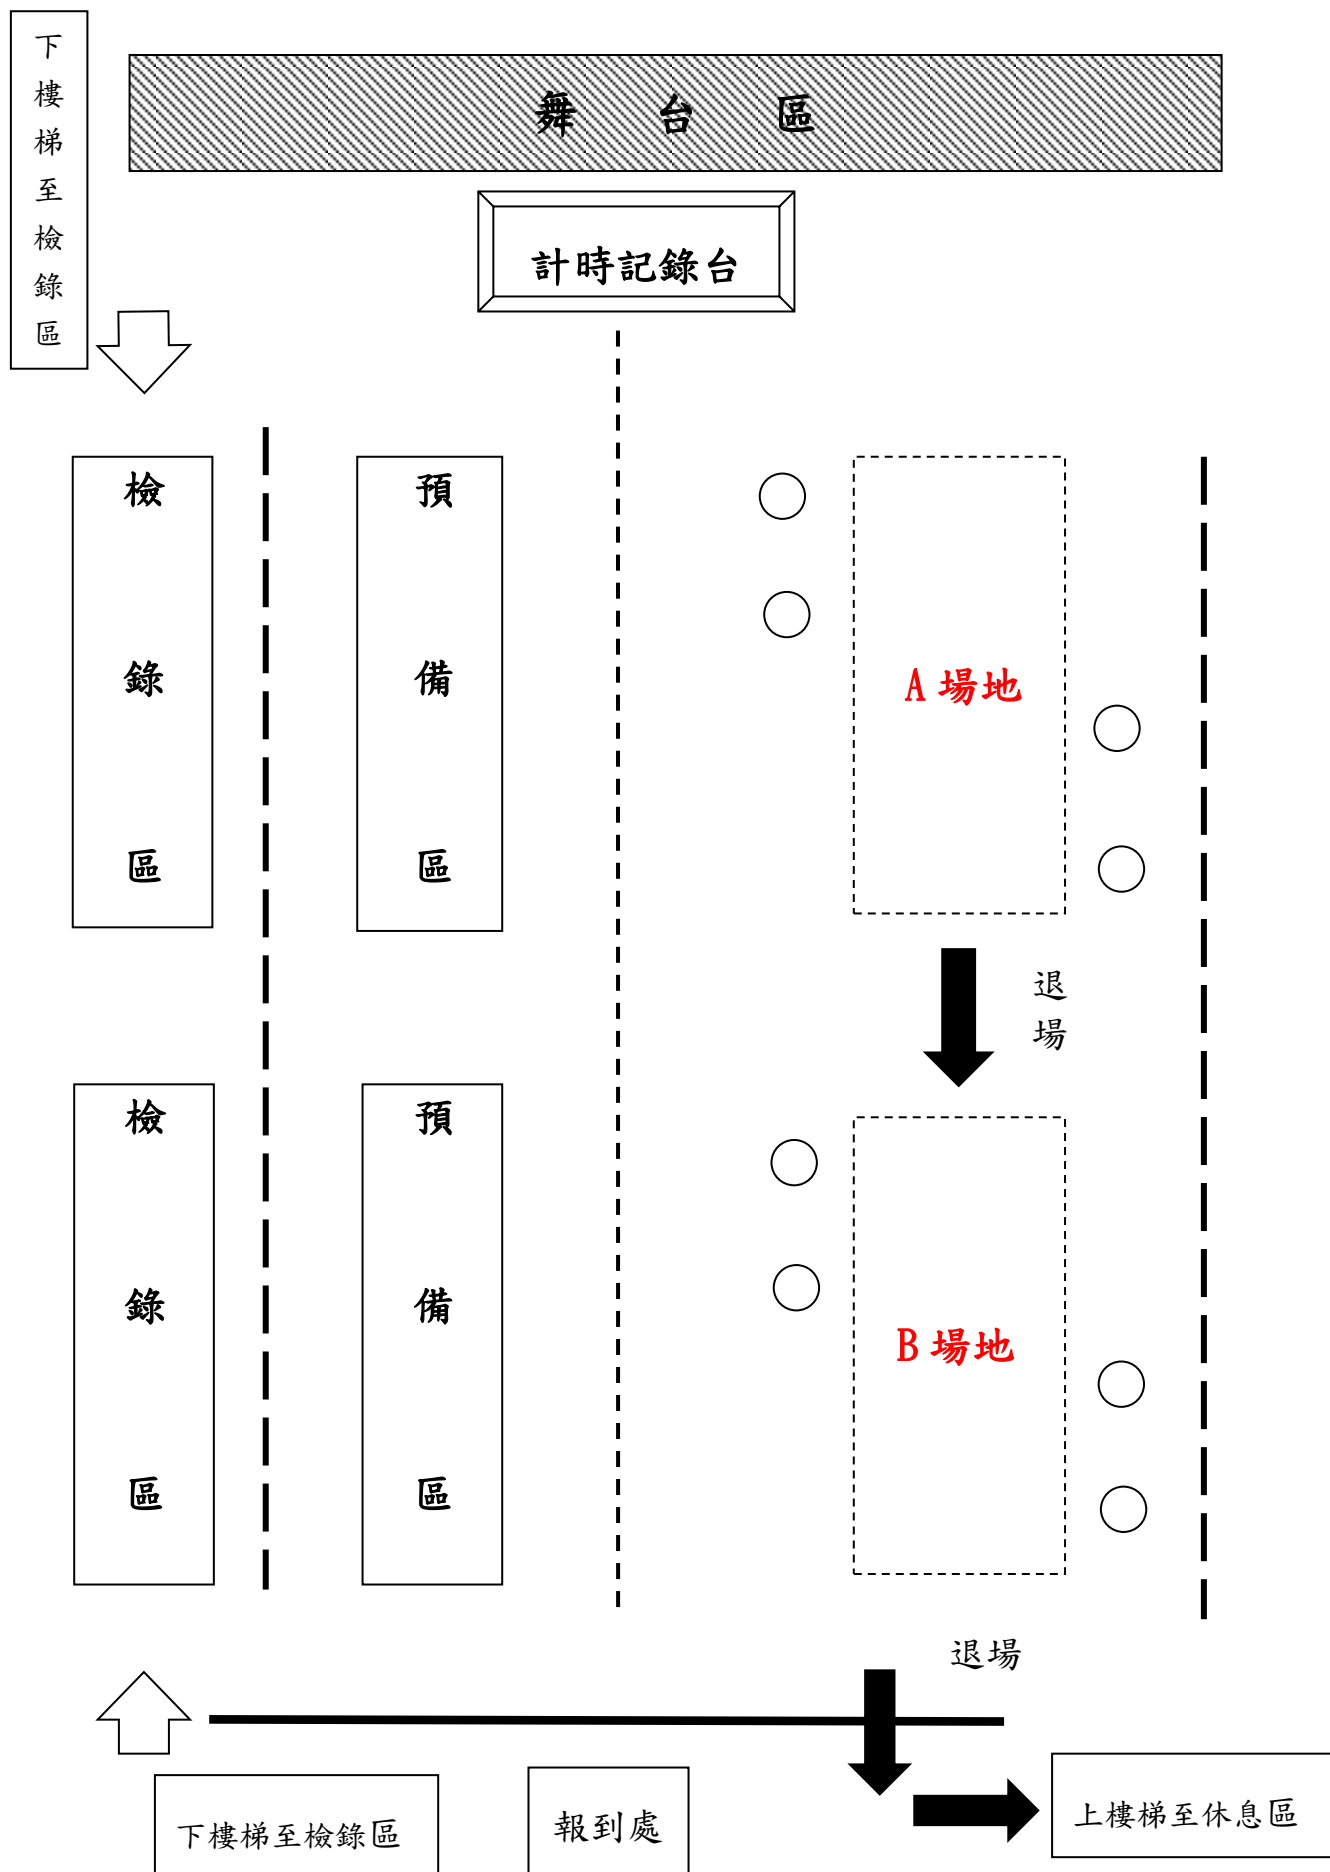 下樓梯至檢錄區
舞台區
計時記錄台
檢錄區
預備區
A 場地
退場
檢錄區
預備區
B 場地
退場
下樓梯至檢錄區
報到處
上樓梯至休息區